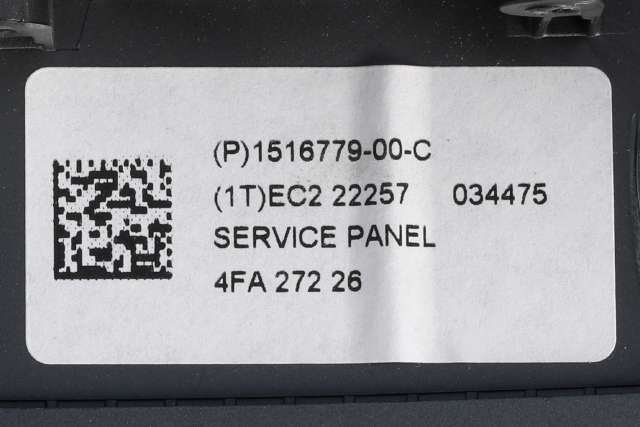 (P)1516779-00-C
(1T)EC2 22257 034475
SERVICE PANEL
4FA 272 26